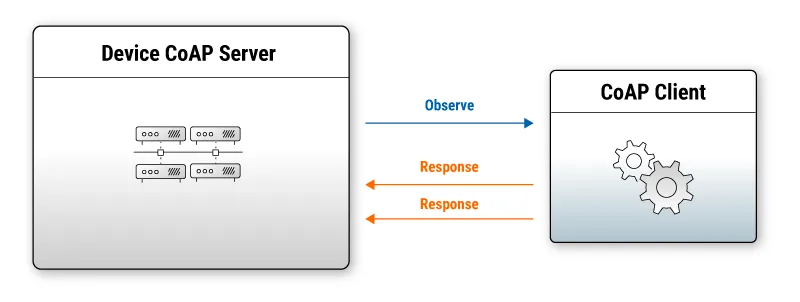 Device CoAP Server
Observe
CoAP Client
Response
Response